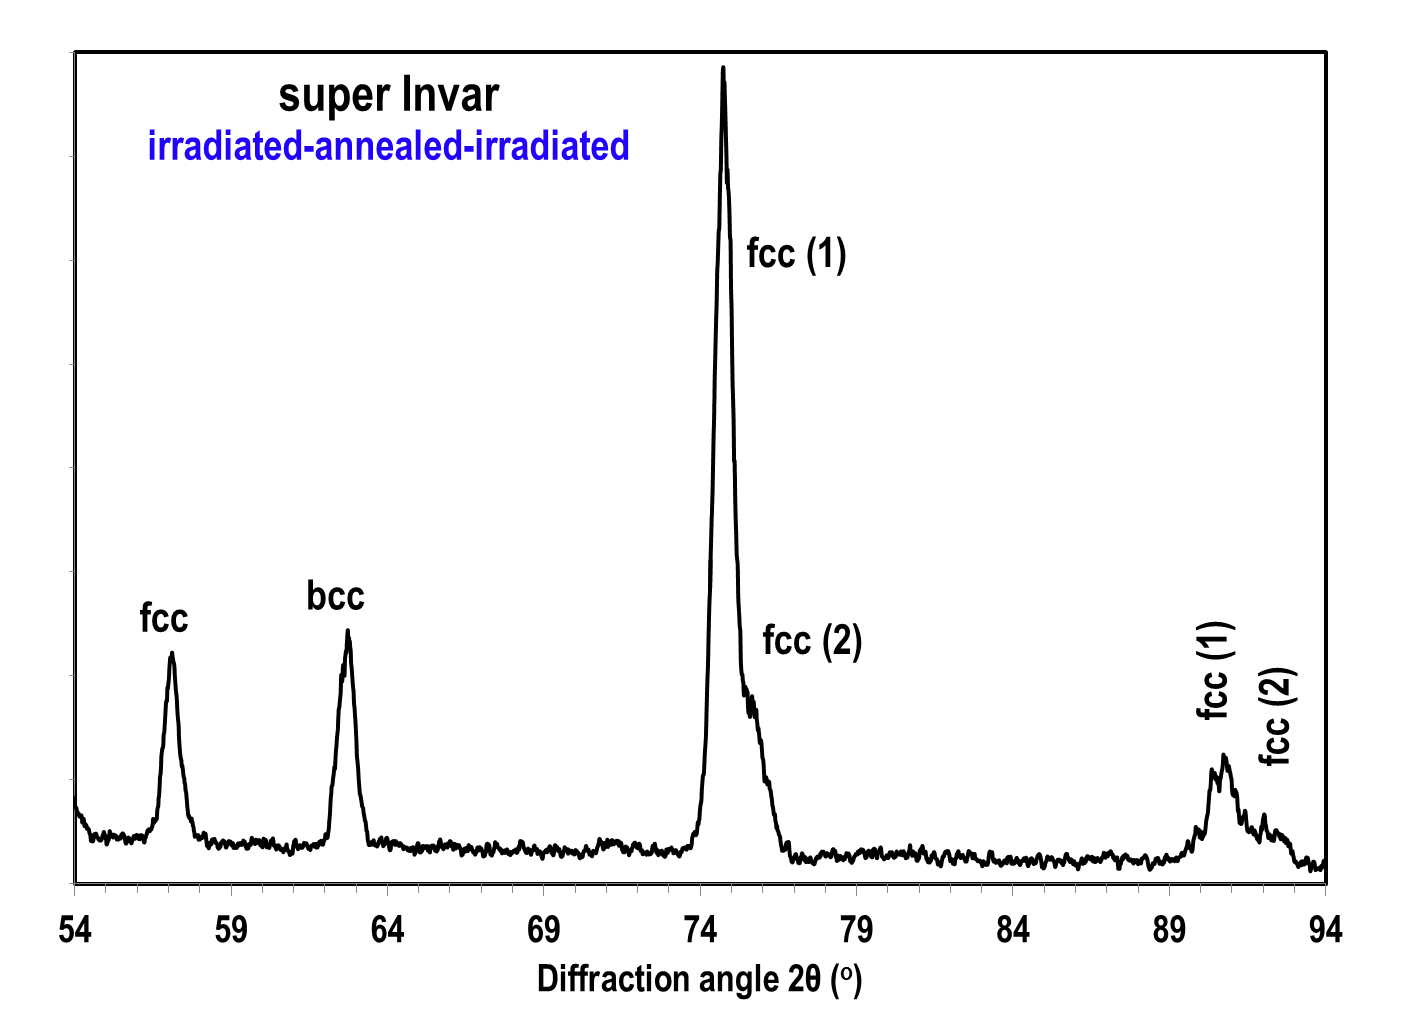 super Invar
irradiated-annealed-irradiated
fcc (1)
fcc
bcc
fcc (2)
fcc (1)
fcc (2)
54 59 64 69 74 79 84 89 94
Diffraction angle 2θ (°)